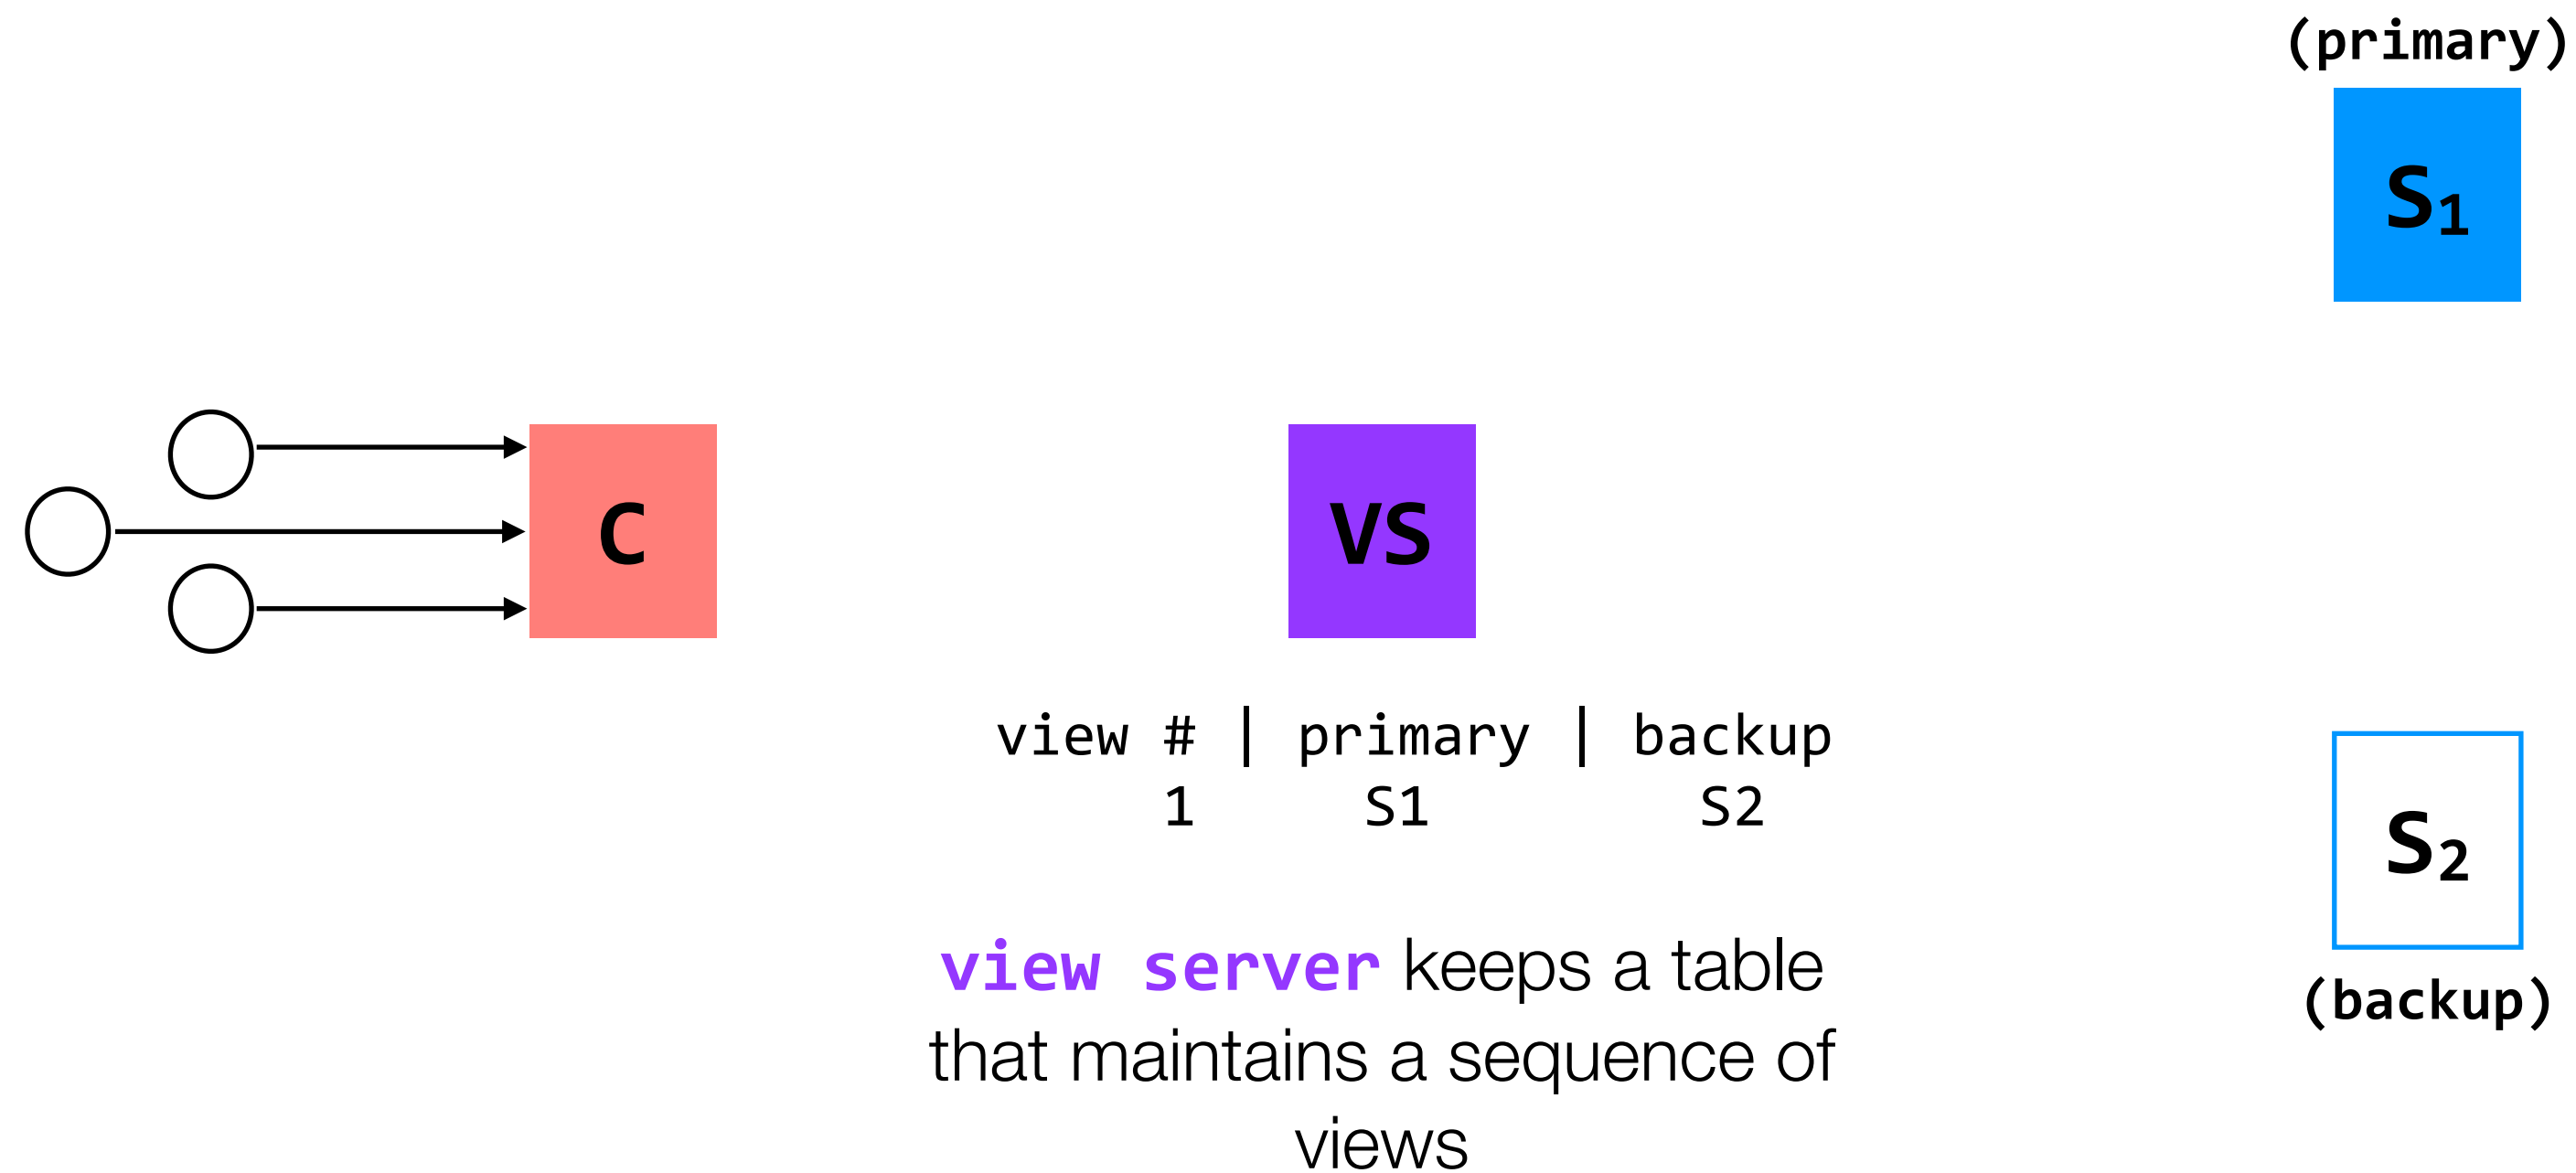 (primary)
S1
C
VS
view # | primary | backup
1 S1 S2
S2
(backup)
view server keeps a table
that maintains a sequence of
views